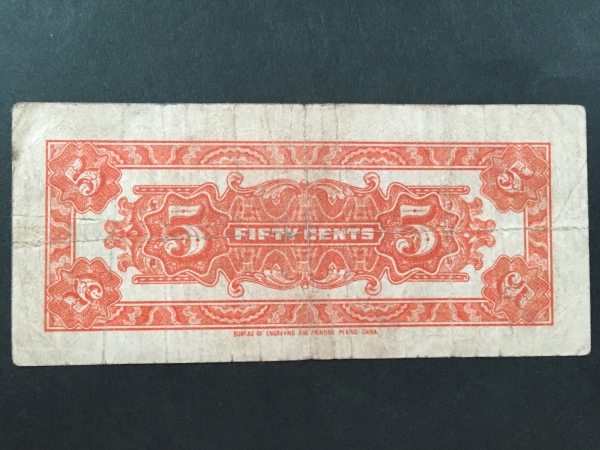 5 5
5 FIFTY CENTS 5
5 5
BUREAU OF ENGRAVING AND PRINTING PEKING CHINA